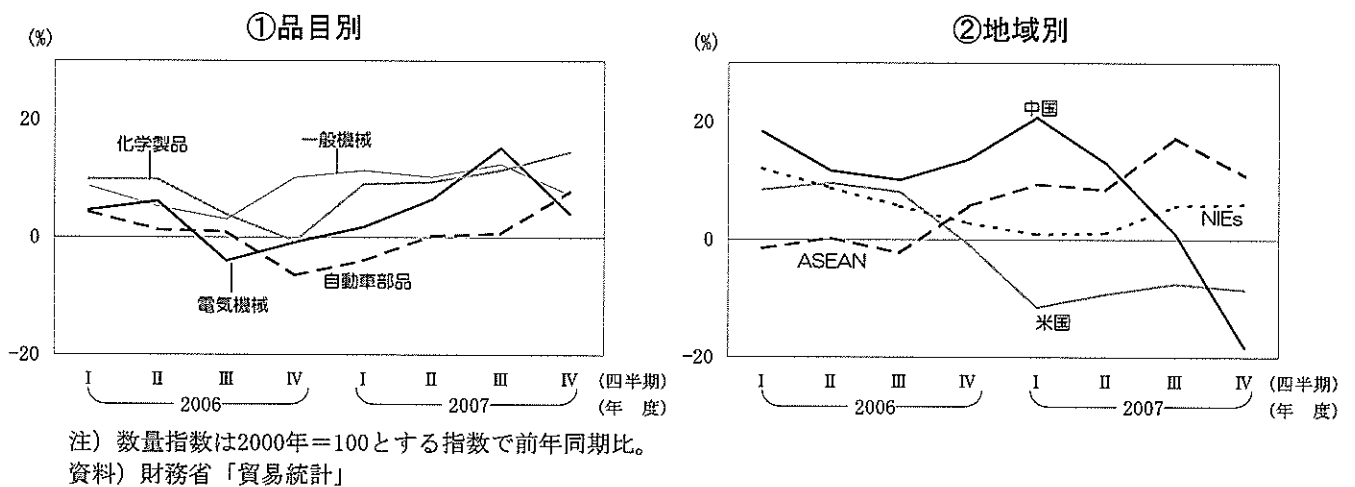 ①品目別
(%)
20
0
-20
化学製品
一般機械
電気機械
自動車部品
I II III IV I II III IV (四半期)
2006 2007 (年 度)
②地域別
(%)
20
0
-20
中国
NIEs
ASEAN
米国
I II III IV I II III IV (四半期)
2006 2007 (年 度)
注）数量指数は2000年＝100とする指数で前年同期比。
資料）財務省「貿易統計」